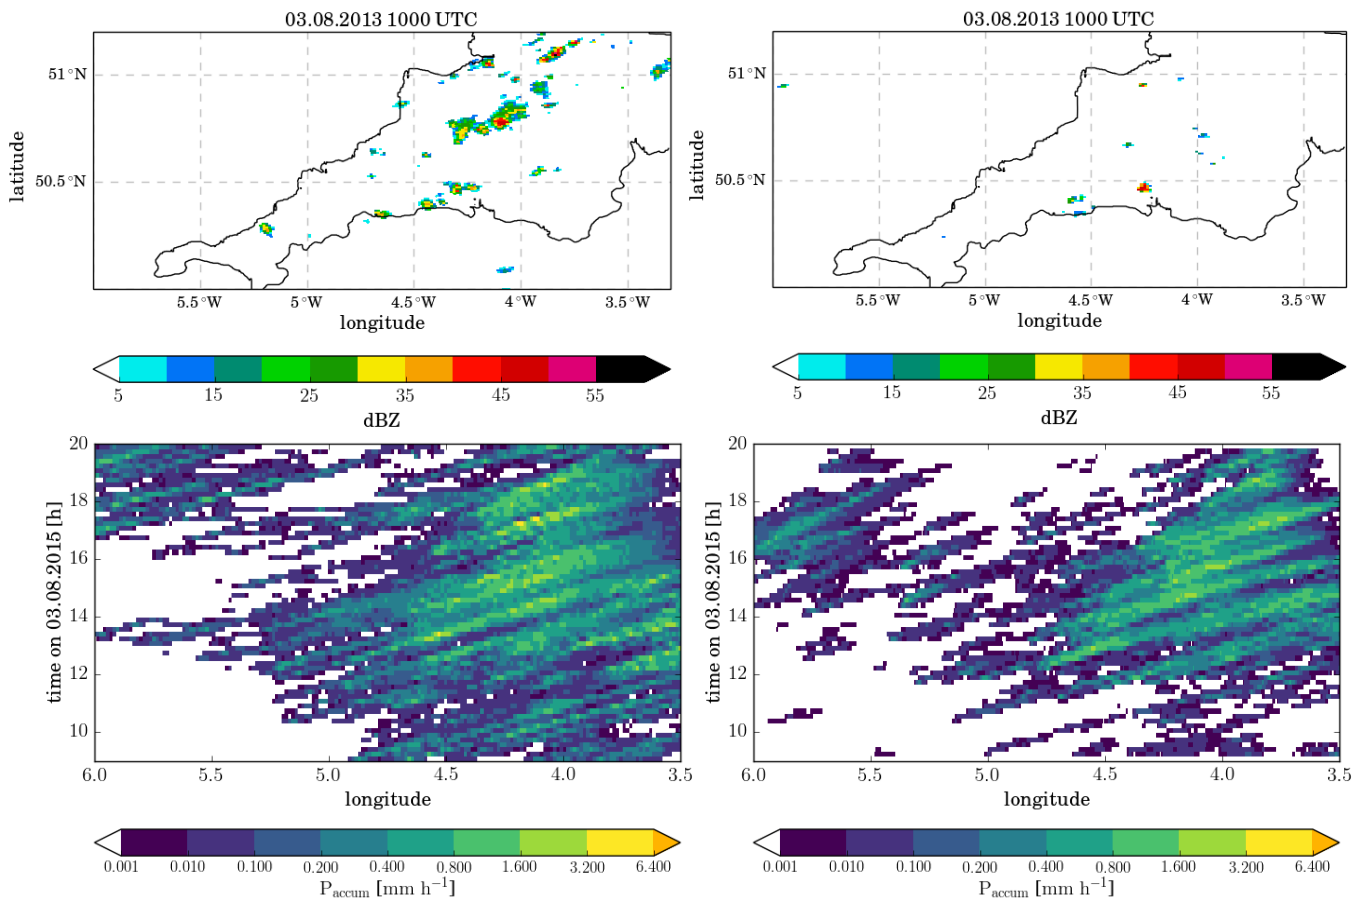 03.08.2013 1000 UTC
03.08.2013 1000 UTC
latitude
51°N
50.5°N
5.5°W 5°W 4.5°W 4°W 3.5°W
longitude
latitude
51°N
50.5°N
5.5°W 5°W 4.5°W 4°W 3.5°W
longitude
5 15 25 35 45 55
dBZ
5 15 25 35 45 55
dBZ
time on 03.08.2015 [h]
20
18
16
14
12
10
6.0 5.5 5.0 4.5 4.0 3.5
longitude
time on 03.08.2015 [h]
20
18
16
14
12
10
6.0 5.5 5.0 4.5 4.0 3.5
longitude
0.001 0.010 0.100 0.200 0.400 0.800 1.600 3.200 6.400
P_accum [mm h⁻¹]
0.001 0.010 0.100 0.200 0.400 0.800 1.600 3.200 6.400
P_accum [mm h⁻¹]